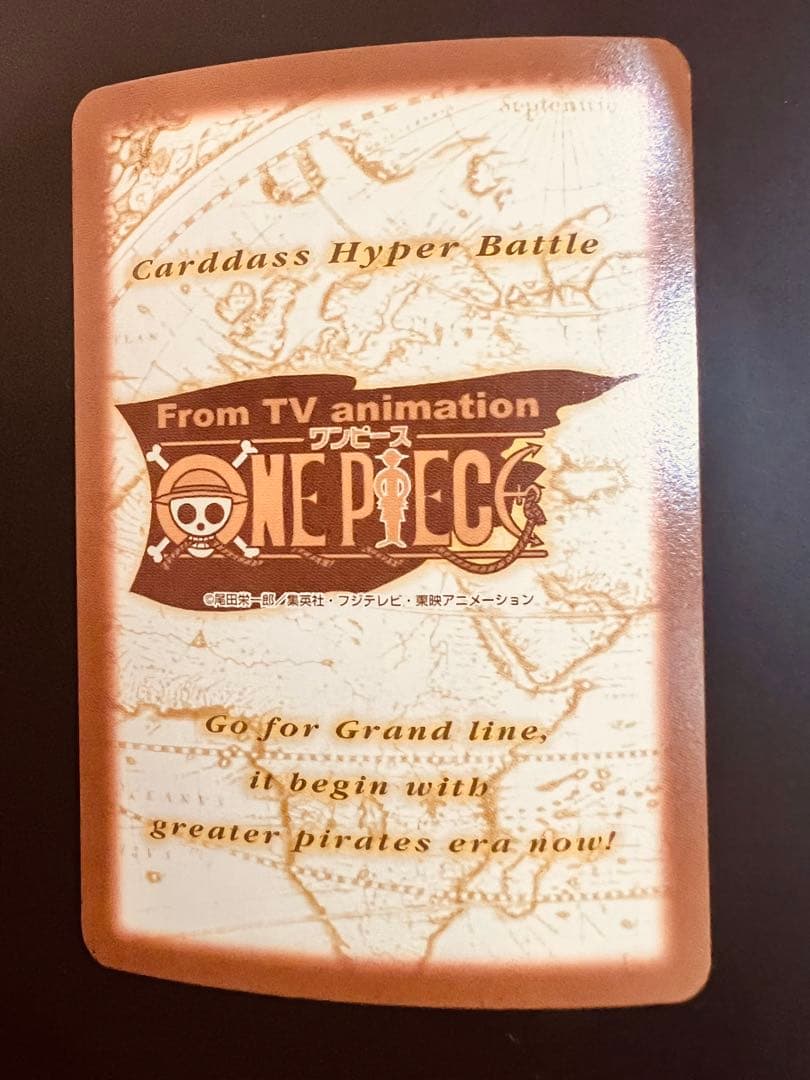 Septentrio
Carddass Hyper Battle
From TV animation
ワンピース
ONE PIECE
©尾田栄一郎／集英社・フジテレビ・東映アニメーション
Go for Grand line,
it begin with
greater pirates era now!